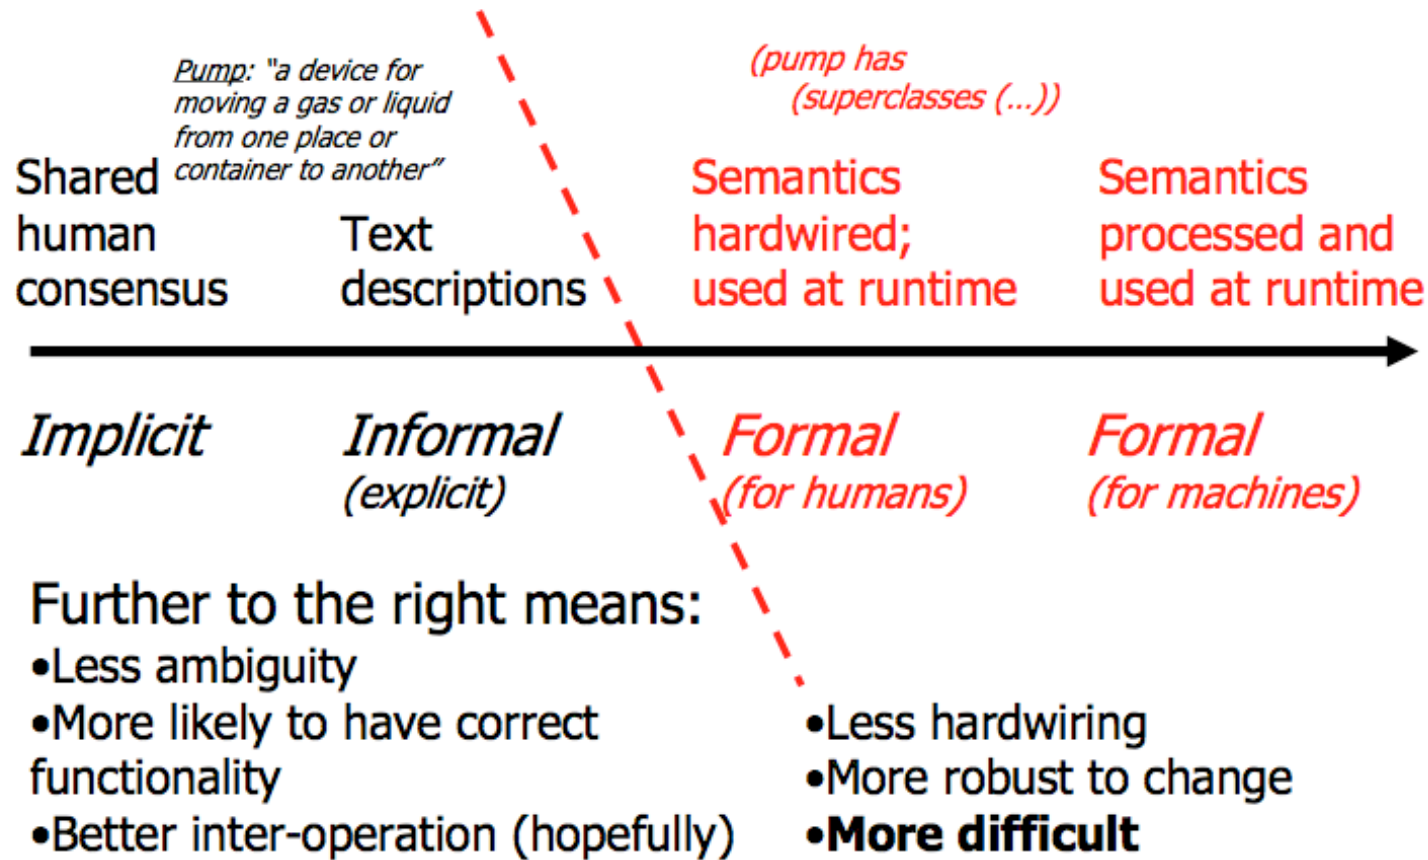 Pump: “a device for
moving a gas or liquid
from one place or
container to another”
(pump has
(superclasses (...))
Shared
human
consensus
Text
descriptions
Semantics
hardwired;
used at runtime
Semantics
processed and
used at runtime
Implicit
Informal
(explicit)
Formal
(for humans)
Formal
(for machines)
Further to the right means:
•Less ambiguity
•More likely to have correct
functionality
•Better inter-operation (hopefully)
•Less hardwiring
•More robust to change
•More difficult